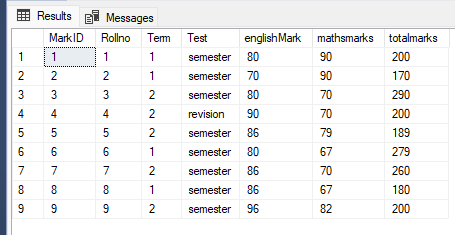 Results Messages
MarkID Rollno Term Test englishMark mathsmarks totalmarks
1 1 1 1 semester 80 90 200
2 2 2 1 semester 70 90 170
3 3 3 2 semester 80 70 290
4 4 4 2 revision 90 70 200
5 5 5 2 semester 86 79 189
6 6 6 1 semester 80 67 279
7 7 7 2 semester 86 70 260
8 8 8 1 semester 86 67 180
9 9 9 2 semester 96 82 200